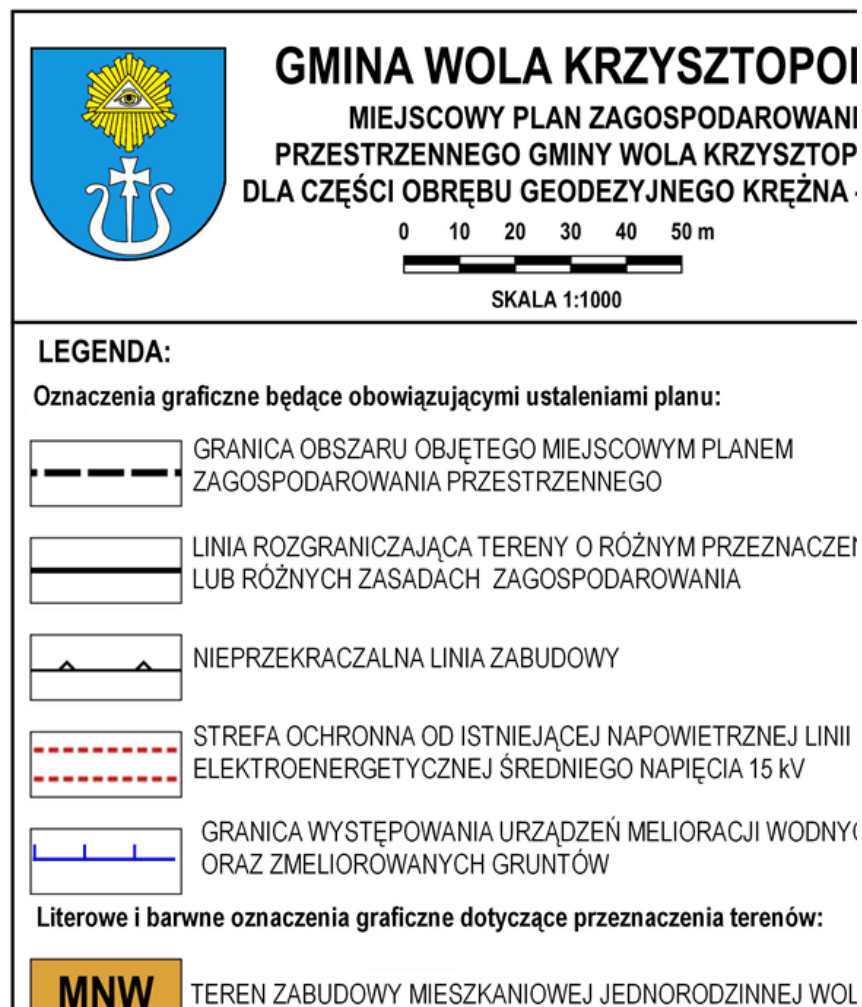 GMINA WOLA KRZYSZTOPO
MIEJSCOWY PLAN ZAGOSPODAROWANI
PRZESTRZENNEGO GMINY WOLA KRZYSZTOP
DLA CZĘŚCI OBRĘBU GEODEZYJNEGO KRĘŻNA -
0 10 20 30 40 50 m
SKALA 1:1000
LEGENDA:
Oznaczenia graficzne będące obowiązującymi ustaleniami planu:
GRANICA OBSZARU OBJĘTEGO MIEJSCOWYM PLANEM
ZAGOSPODAROWANIA PRZESTRZENNEGO
LINIA ROZGRANICZAJĄCA TERENY O RÓŻNYM PRZEZNACZEN
LUB RÓŻNYCH ZASADACH ZAGOSPODAROWANIA
NIEPRZEKRACZALNA LINIA ZABUDOWY
STREFA OCHRONNA OD ISTNIEJĄCEJ NAPOWIETRZNEJ LINII
ELEKTROENERGETYCZNEJ ŚREDNIEGO NAPIĘCIA 15 kV
GRANICA WYSTĘPOWANIA URZĄDZEŃ MELIORACJI WODNYC
ORAZ ZMELIOROWANYCH GRUNTÓW
Literowe i barwne oznaczenia graficzne dotyczące przeznaczenia terenów:
MNW
TEREN ZABUDOWY MIESZKANIOWEJ JEDNORODZINNEJ WOL